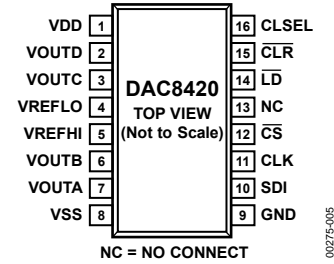 VDD 1
VOUTD 2
VOUTC 3
VREFLO 4
VREFHI 5
VOUTB 6
VOUTA 7
VSS 8
DAC8420
TOP VIEW
(Not to Scale)
16 CLSEL
15 CLR
14 LD
13 NC
12 CS
11 CLK
10 SDI
9 GND
NC = NO CONNECT
00275-005